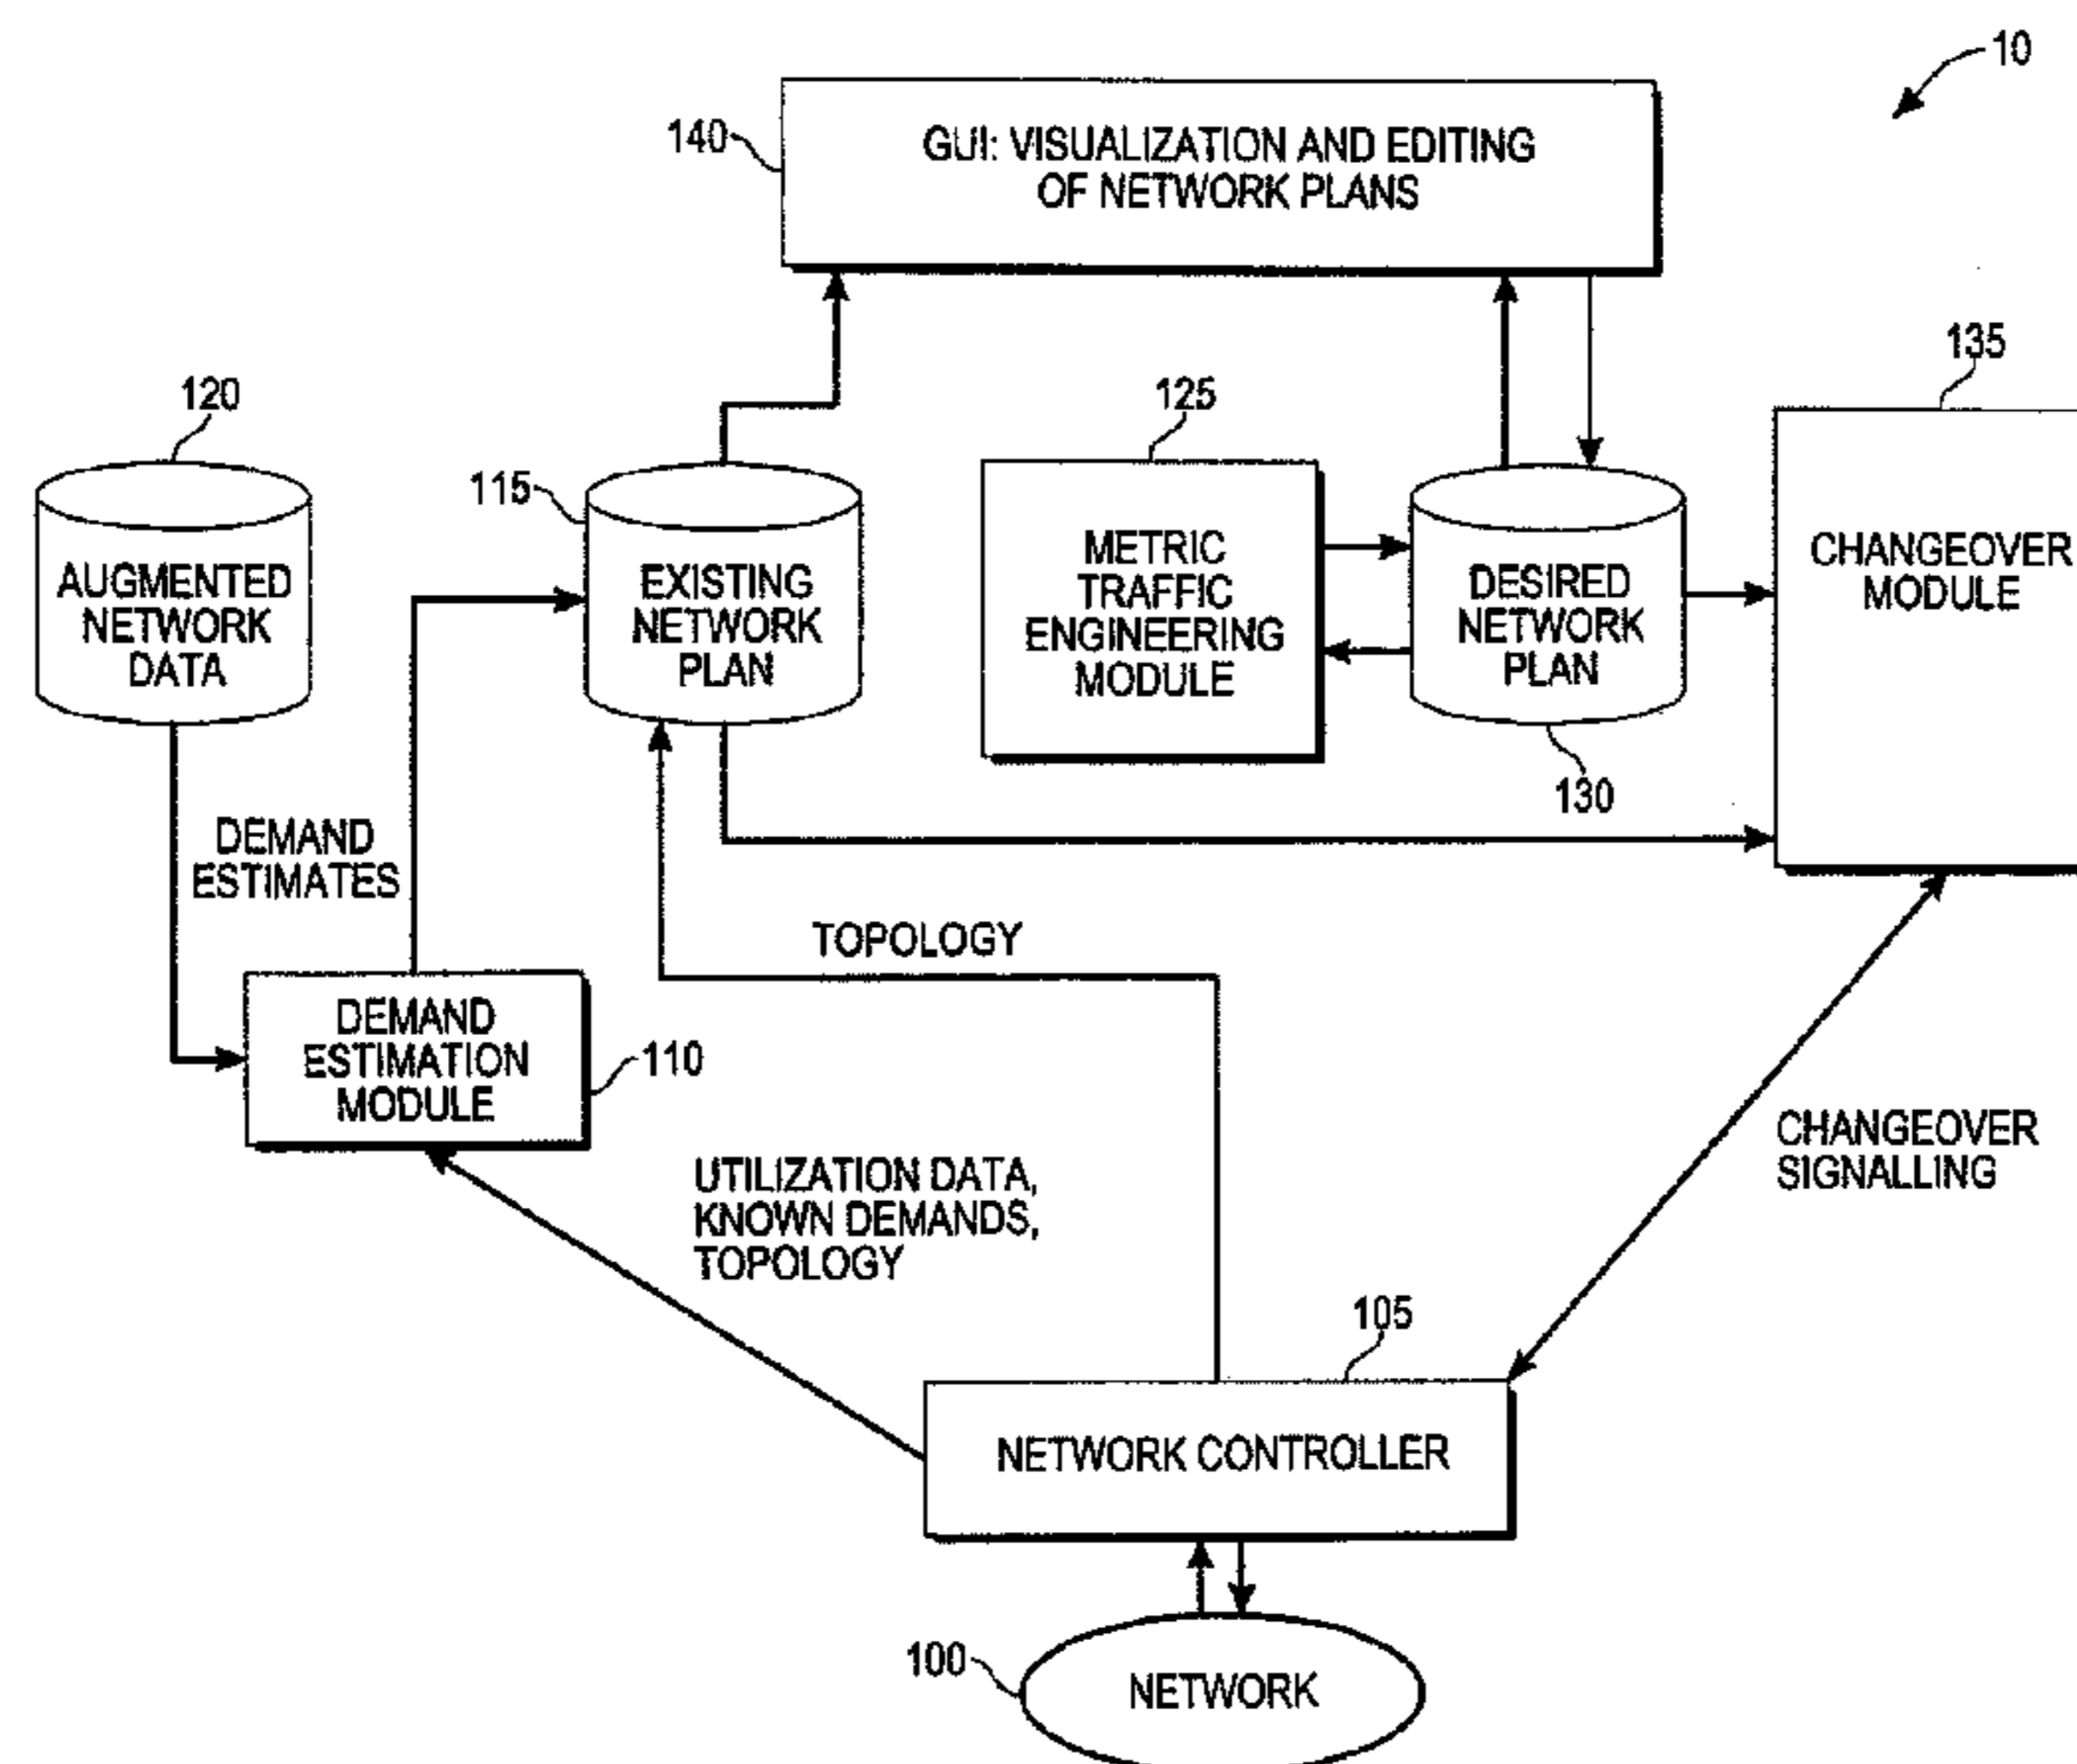 10
140
GUI: VISUALIZATION AND EDITING
OF NETWORK PLANS
135
120
125
115
AUGMENTED
NETWORK
DATA
EXISTING
NETWORK
PLAN
METRIC
TRAFFIC
ENGINEERING
MODULE
DESIRED
NETWORK
PLAN
CHANGEOVER
MODULE
130
DEMAND
ESTIMATES
TOPOLOGY
DEMAND
ESTIMATION
MODULE
110
UTILIZATION DATA,
KNOWN DEMANDS,
TOPOLOGY
CHANGEOVER
SIGNALLING
105
NETWORK CONTROLLER
100
NETWORK